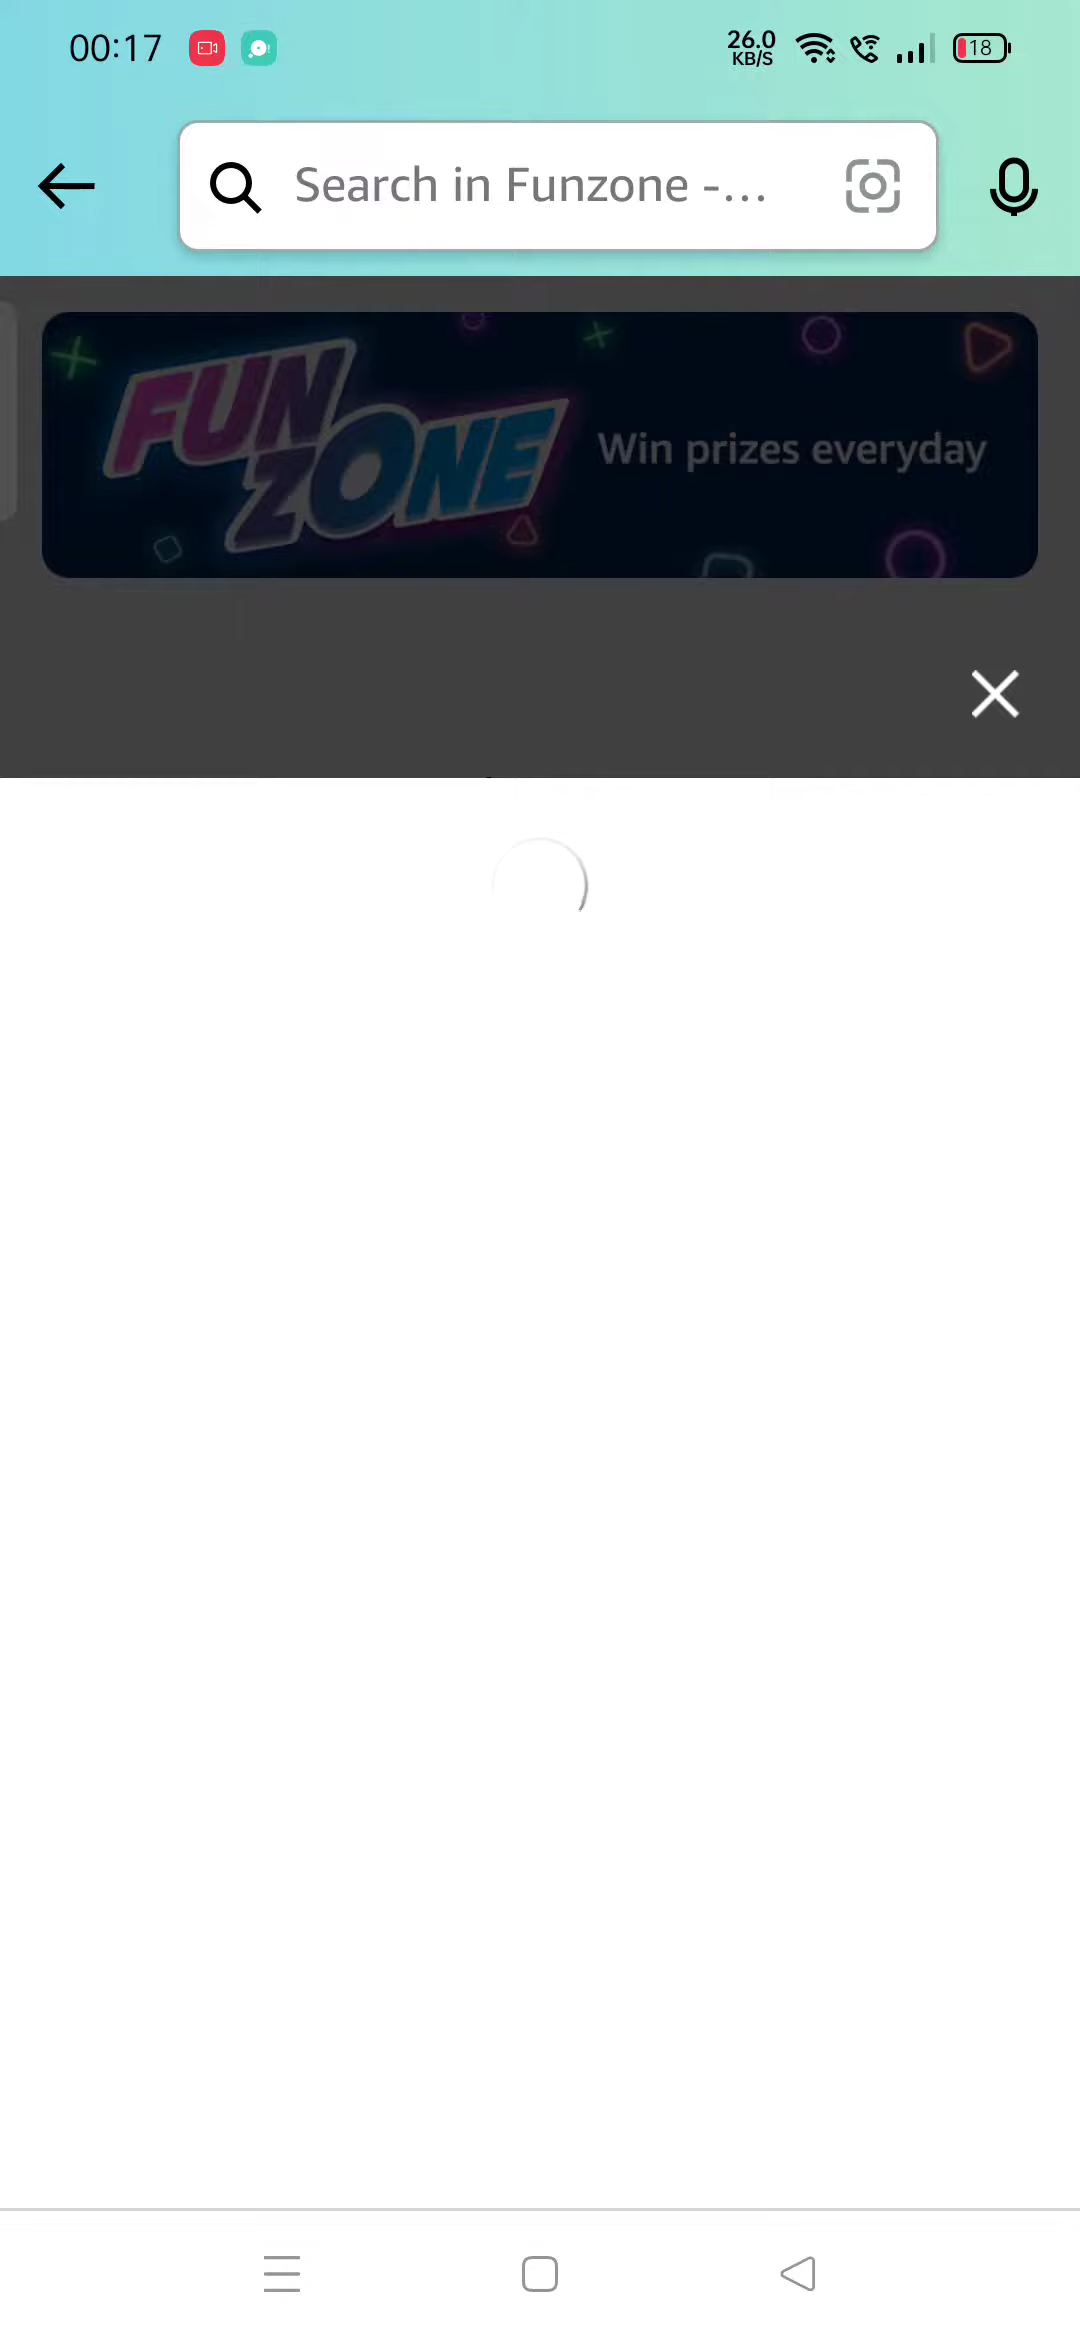 00:17
26.0
KB/S
18
Search in Funzone -...
FUN
ZONE
Win prizes everyday